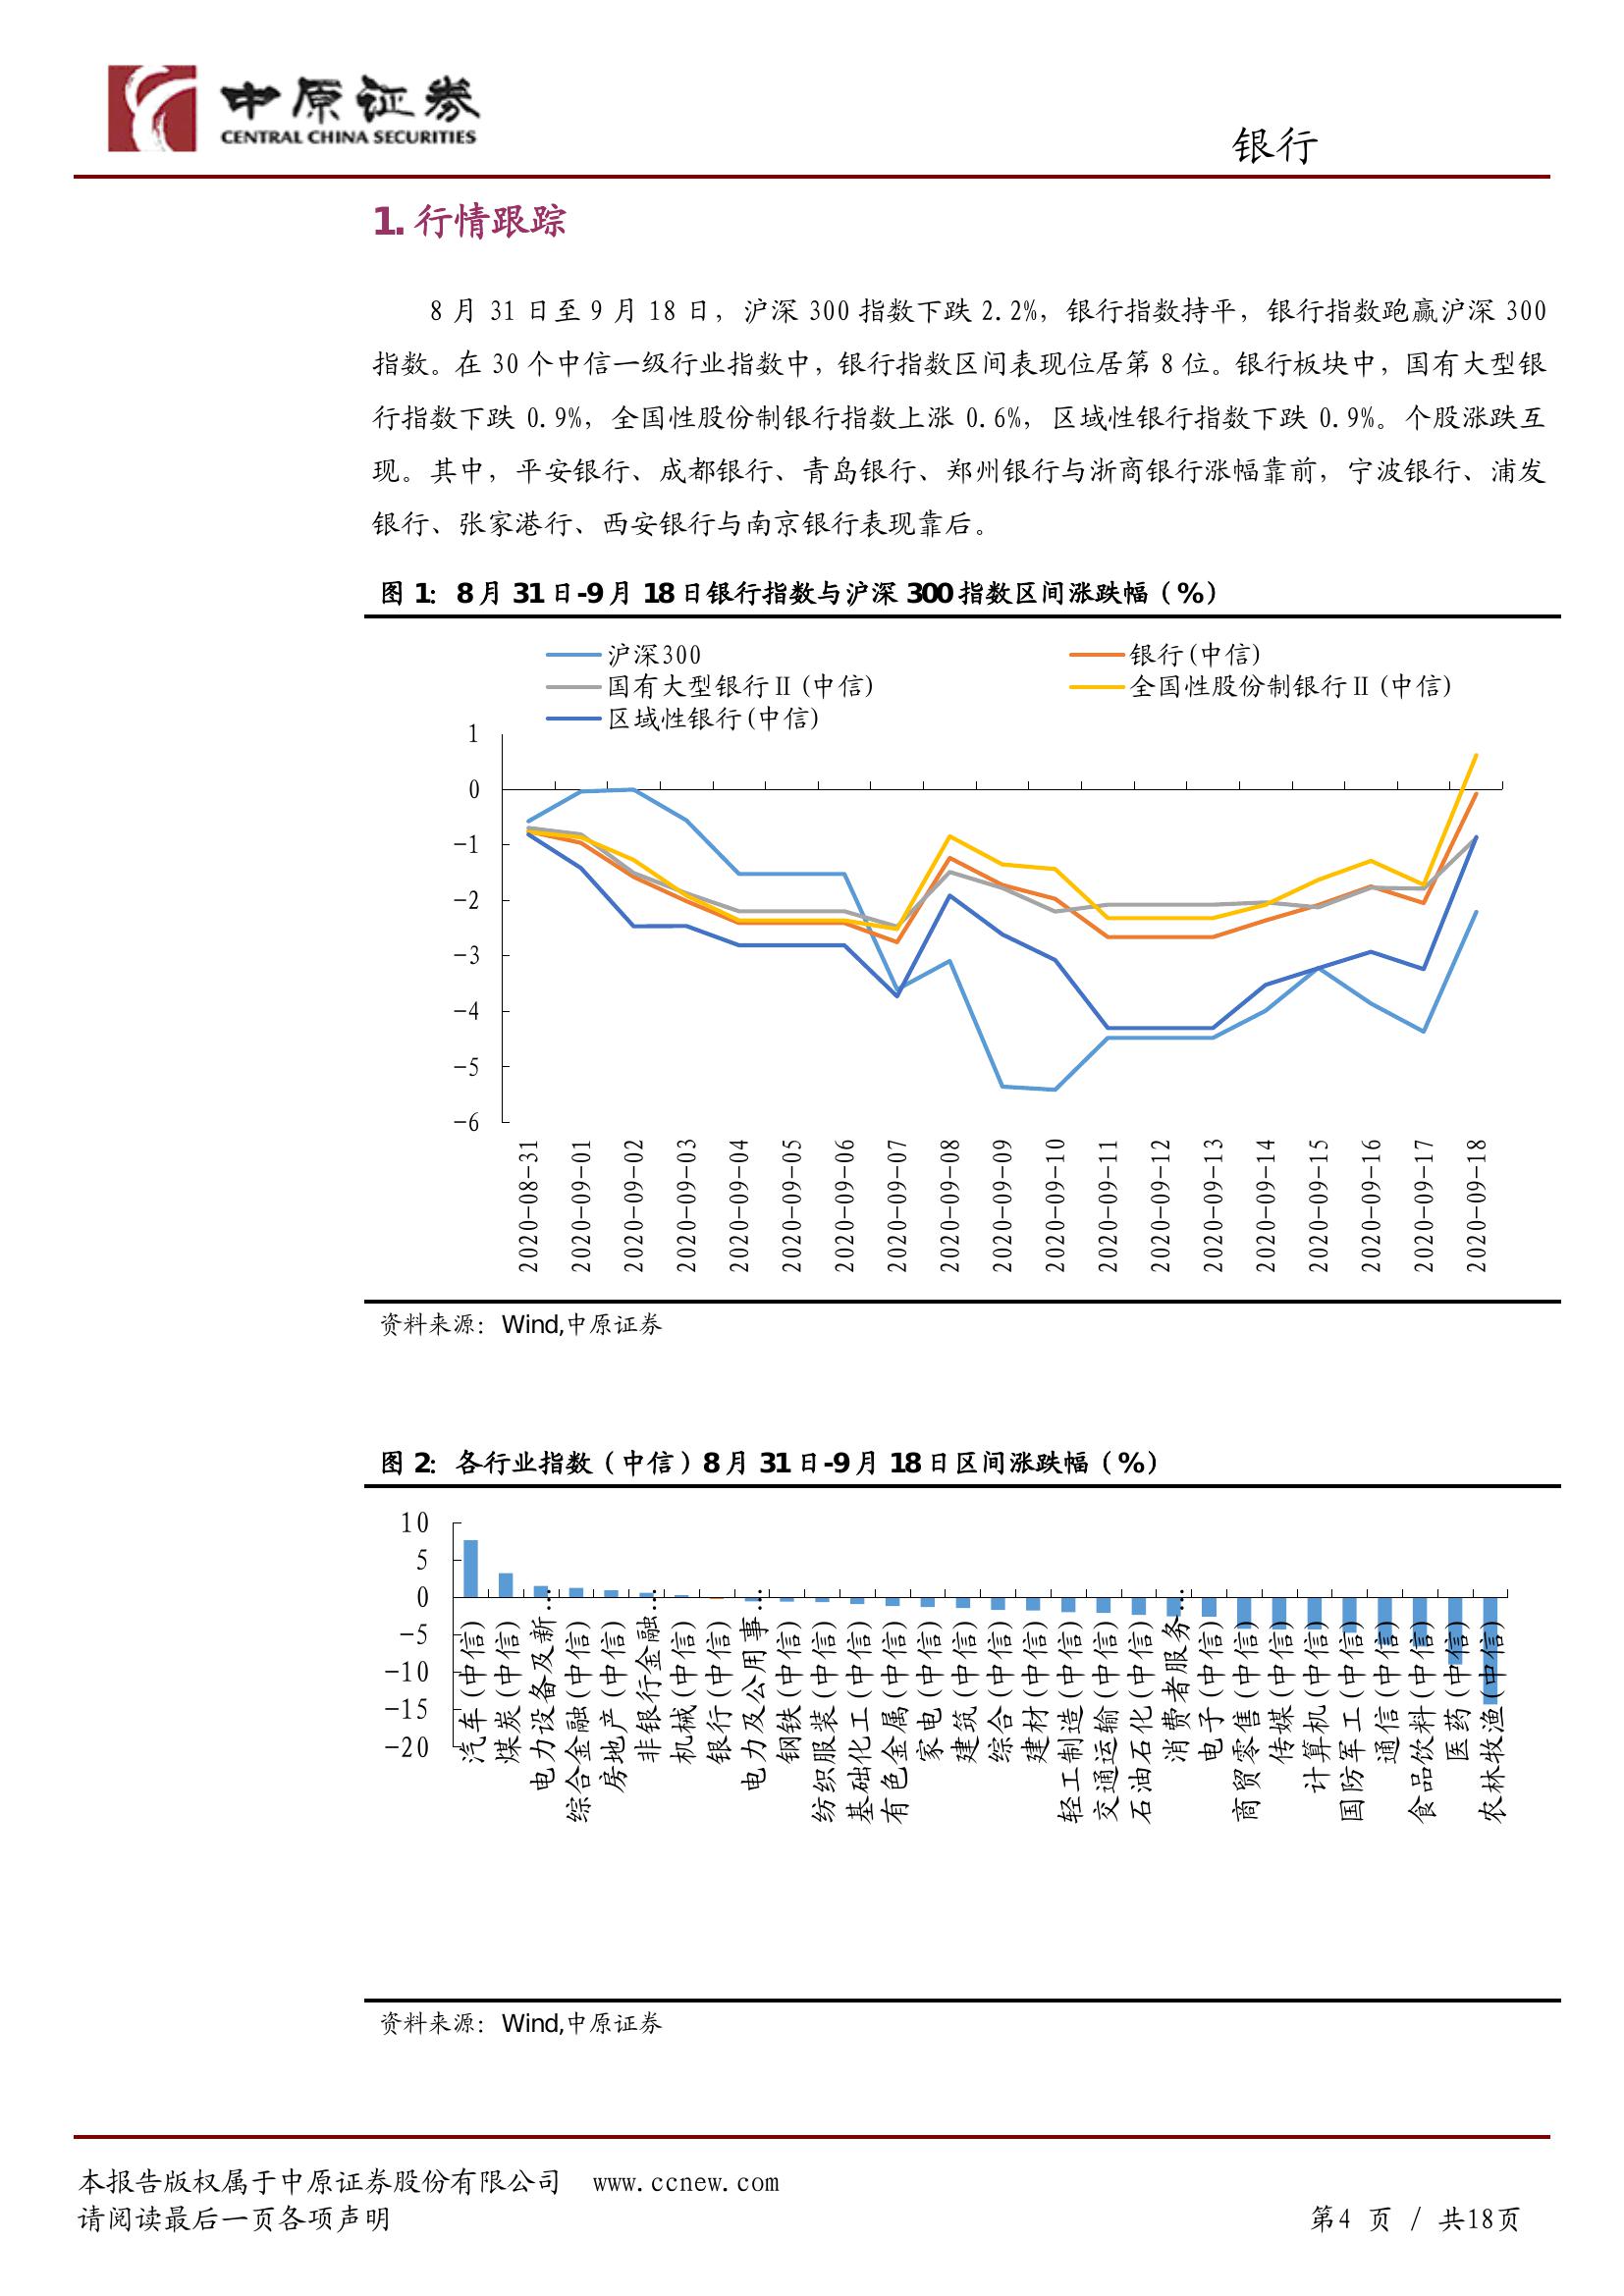 中原证券
CENTRAL CHINA SECURITIES
银行
1. 行情跟踪
8 月 31 日至 9 月 18 日，沪深 300 指数下跌 2.2%，银行指数持平，银行指数跑赢沪深 300
指数。在 30 个中信一级行业指数中，银行指数区间表现位居第 8 位。银行板块中，国有大型银
行指数下跌 0.9%，全国性股份制银行指数上涨 0.6%，区域性银行指数下跌 0.9%。个股涨跌互
现。其中，平安银行、成都银行、青岛银行、郑州银行与浙商银行涨幅靠前，宁波银行、浦发
银行、张家港行、西安银行与南京银行表现靠后。
图 1: 8 月 31 日-9 月 18 日银行指数与沪深 300 指数区间涨跌幅（%）
沪深300
银行(中信)
国有大型银行Ⅱ(中信)
全国性股份制银行Ⅱ(中信)
区域性银行(中信)
1
0
-1
-2
-3
-4
-5
-6
2020-08-31
2020-09-01
2020-09-02
2020-09-03
2020-09-04
2020-09-05
2020-09-06
2020-09-07
2020-09-08
2020-09-09
2020-09-10
2020-09-11
2020-09-12
2020-09-13
2020-09-14
2020-09-15
2020-09-16
2020-09-17
2020-09-18
资料来源：Wind,中原证券
图 2: 各行业指数（中信）8 月 31 日-9 月 18 日区间涨跌幅（%）
10
5
0
-5
-10
-15
-20
汽车(中信)
煤炭(中信)
电力设备及新...
综合金融(中信)
房地产(中信)
非银行金融...
机械(中信)
银行(中信)
电力及公用事...
钢铁(中信)
纺织服装(中信)
基础化工(中信)
有色金属(中信)
家电(中信)
建筑(中信)
综合(中信)
建材(中信)
轻工制造(中信)
交通运输(中信)
石油石化(中信)
消费者服务...
电子(中信)
商贸零售(中信)
传媒(中信)
计算机(中信)
国防军工(中信)
通信(中信)
食品饮料(中信)
医药(中信)
农林牧渔(中信)
资料来源：Wind,中原证券
本报告版权属于中原证券股份有限公司 www.ccnew.com
请阅读最后一页各项声明
第4 页 / 共18页